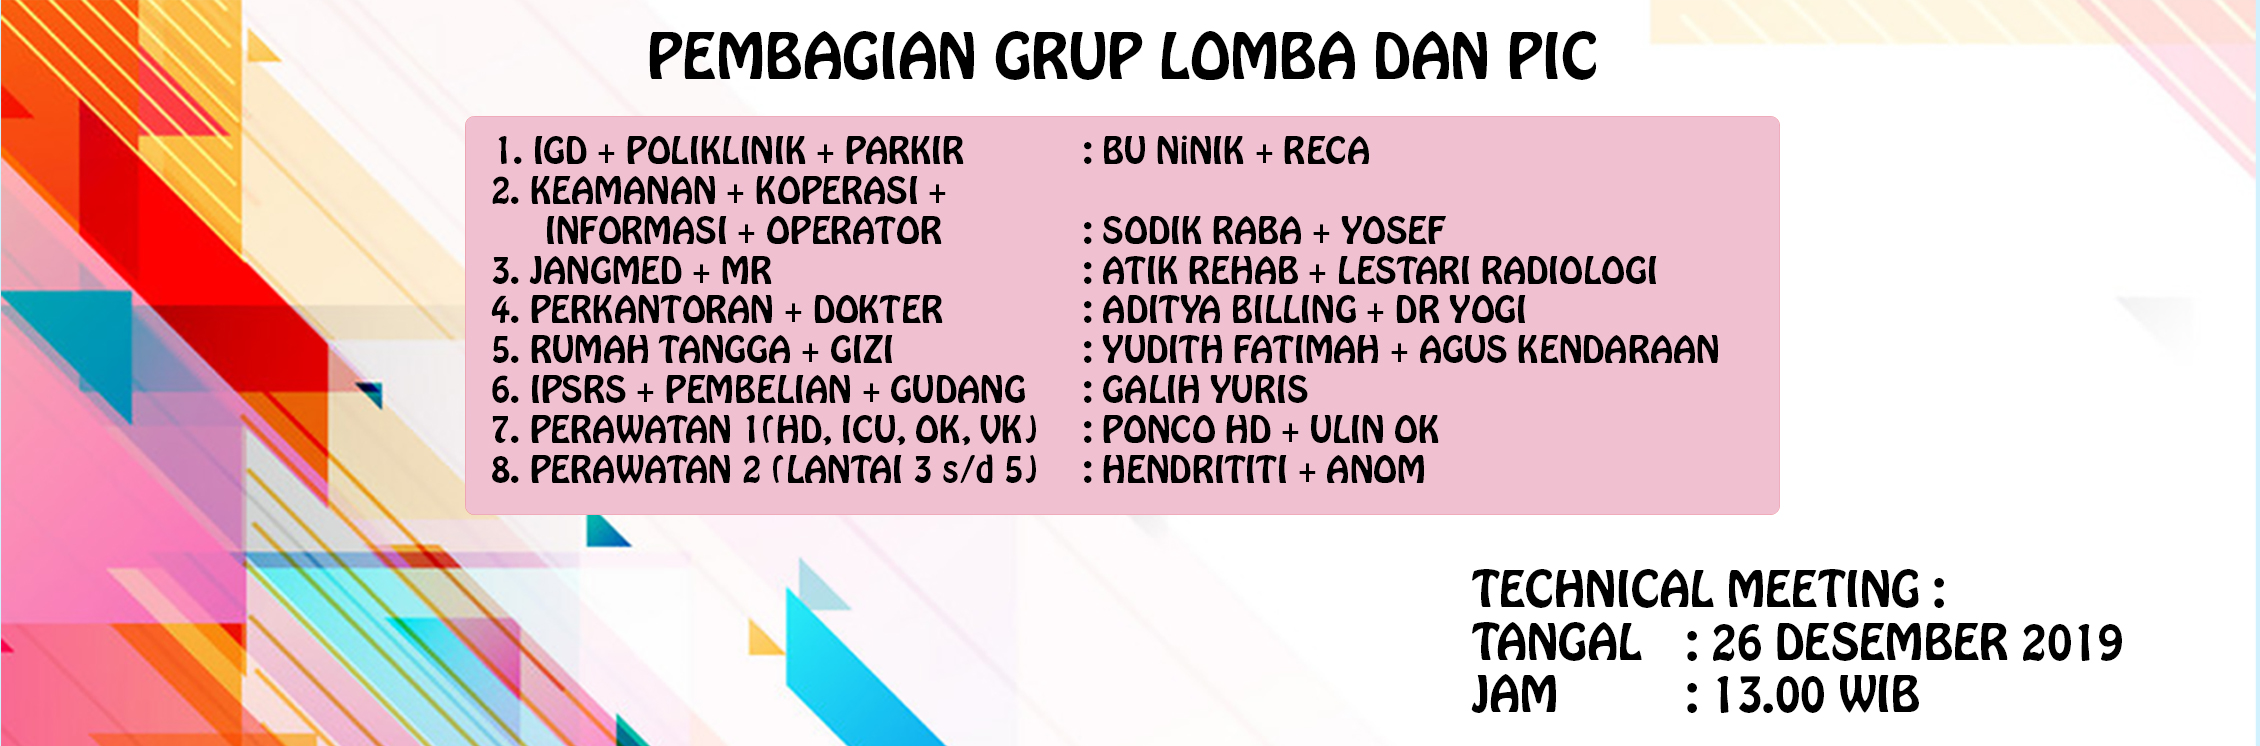 PEMBAGIAN GRUP LOMBA DAN PIC
1. IGD + POLIKLINIK + PARKIR : BU NiNIK + RECA
2. KEAMANAN + KOPERASI +
INFORMASI + OPERATOR : SODIK RABA + YOSEF
3. JANGMED + MR : ATIK REHAB + LESTARI RADIOLOGI
4. PERKANTORAN + DOKTER : ADITYA BILLING + DR YOGI
5. RUMAH TANGGA + GIZI : YUDITH FATIMAH + AGUS KENDARAAN
6. IPSRS + PEMBELIAN + GUDANG : GALIH YURIS
7. PERAWATAN 1(HD, ICU, OK, VK) : PONCO HD + ULIN OK
8. PERAWATAN 2 (LANTAI 3 s/d 5) : HENDRITITI + ANOM
TECHNICAL MEETING :
TANGAL : 26 DESEMBER 2019
JAM : 13.00 WIB